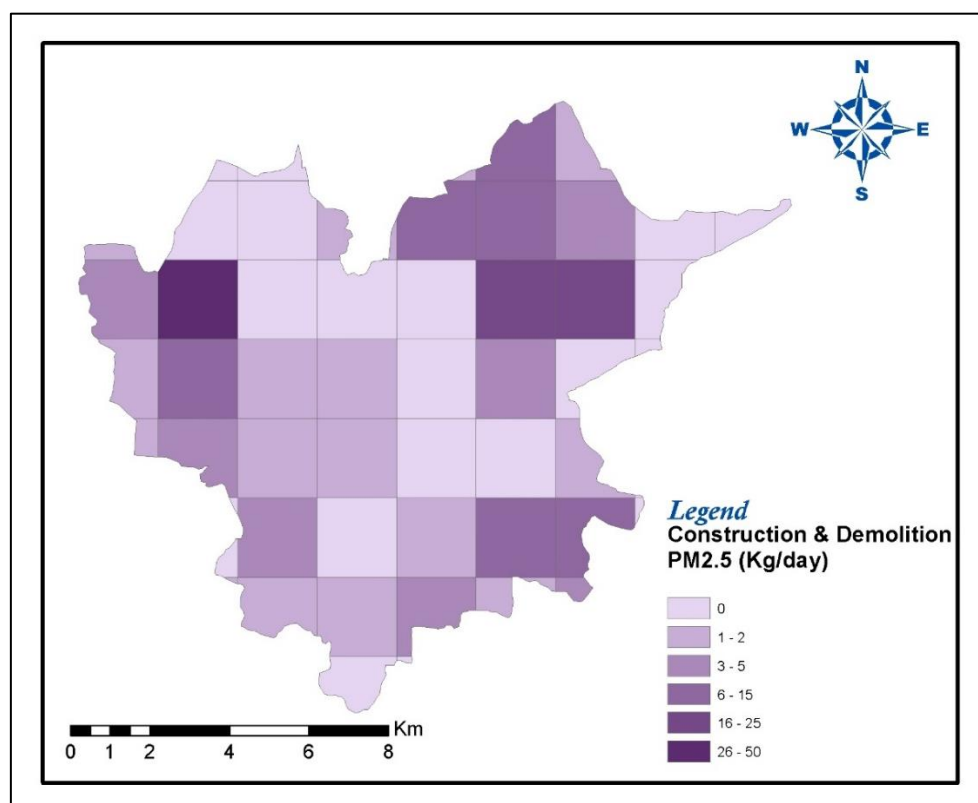 N
W E
S
Legend
Construction & Demolition
PM2.5 (Kg/day)
0
1 - 2
3 - 5
6 - 15
16 - 25
26 - 50
Km
0 1 2 4 6 8